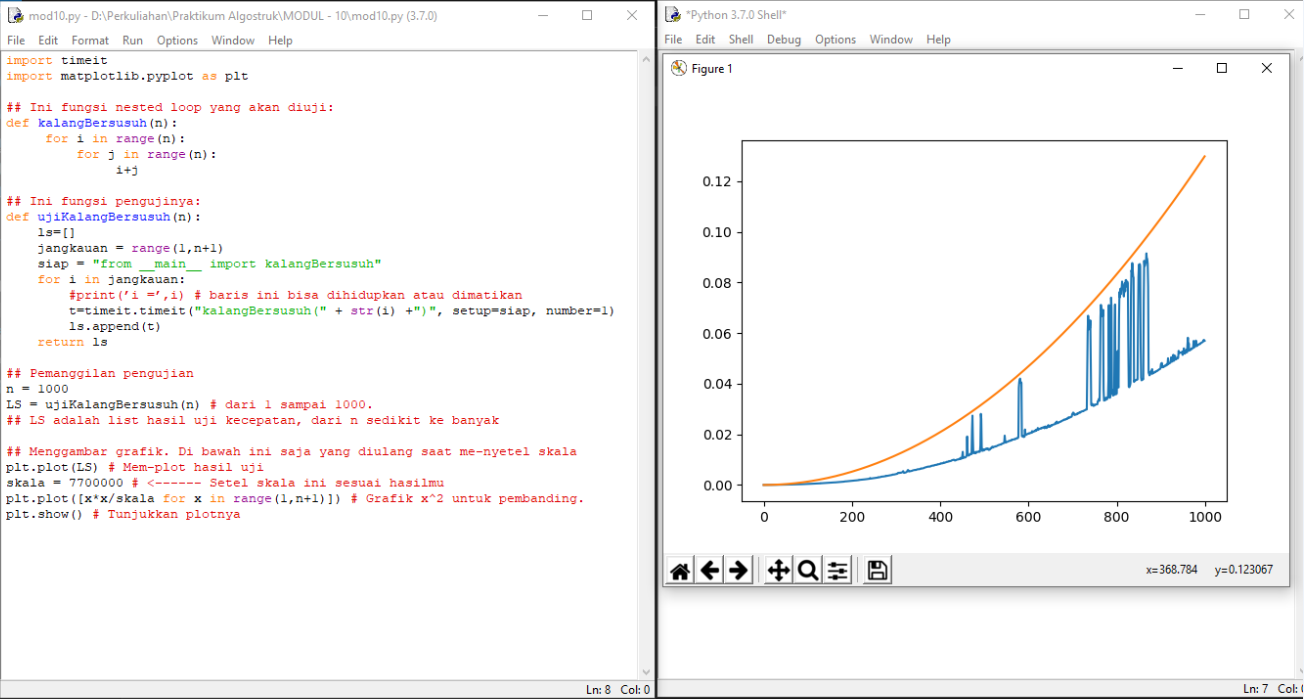 mod10.py - D:\Perkuliahan\Praktikum Algostruk\MODUL - 10\mod10.py (3.7.0)
File Edit Format Run Options Window Help
import timeit
import matplotlib.pyplot as plt
## Ini fungsi nested loop yang akan diuji:
def kalangBersusuh(n):
for i in range(n):
for j in range(n):
i+j
## Ini fungsi pengujinya:
def ujiKalangBersusuh(n):
ls=[]
jangkauan = range(1,n+1)
siap = "from __main__ import kalangBersusuh"
for i in jangkauan:
#print(’i =’,i) # baris ini bisa dihidupkan atau dimatikan
t=timeit.timeit("kalangBersusuh(" + str(i) +")", setup=siap, number=1)
ls.append(t)
return ls
## Pemanggilan pengujian
n = 1000
LS = ujiKalangBersusuh(n) # dari 1 sampai 1000.
## LS adalah list hasil uji kecepatan, dari n sedikit ke banyak
## Menggambar grafik. Di bawah ini saja yang diulang saat me-nyetel skala
plt.plot(LS) # Mem-plot hasil uji
skala = 7700000 # <------ Setel skala ini sesuai hasilmu
plt.plot([x*x/skala for x in range(1,n+1)]) # Grafik x^2 untuk pembanding.
plt.show() # Tunjukkan plotnya
Ln: 8 Col: 0
*Python 3.7.0 Shell*
File Edit Shell Debug Options Window Help
Figure 1
0.12
0.10
0.08
0.06
0.04
0.02
0.00
0 200 400 600 800 1000
x=368.784 y=0.123067
Ln: 7 Col: